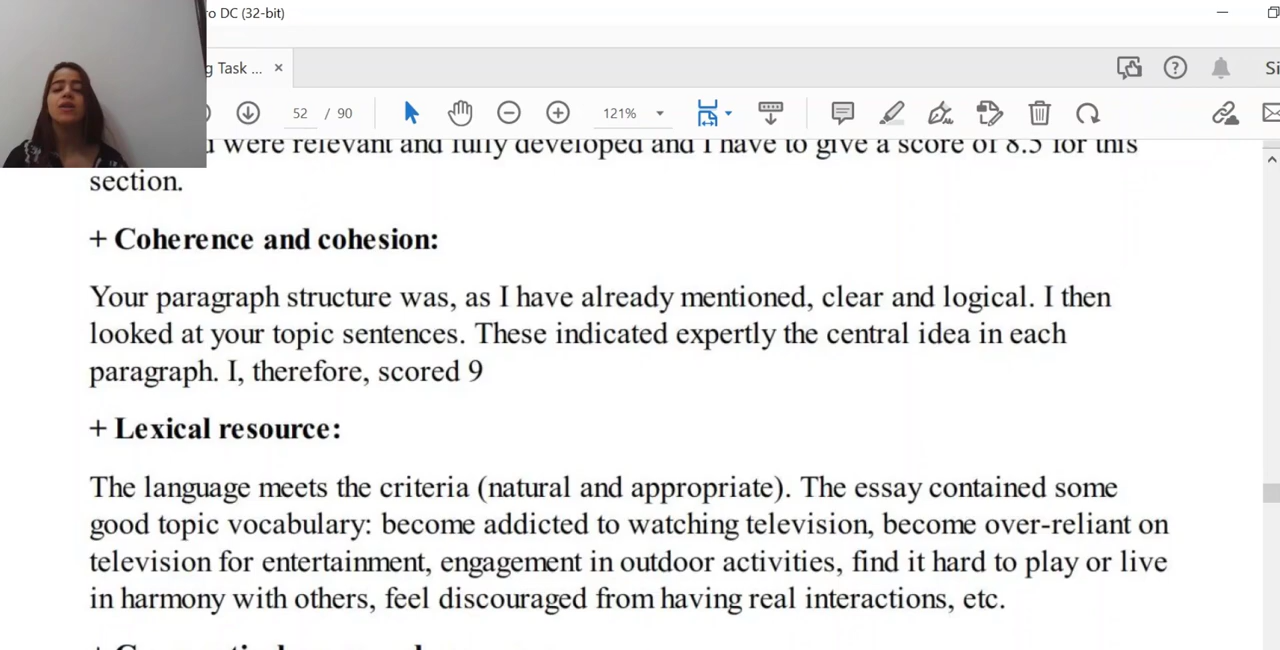 o DC (32-bit)
g Task ...
52 / 90
121%
Si
were relevant and fully developed and I have to give a score of 8.5 for this
section.
+ Coherence and cohesion:
Your paragraph structure was, as I have already mentioned, clear and logical. I then
looked at your topic sentences. These indicated expertly the central idea in each
paragraph. I, therefore, scored 9
+ Lexical resource:
The language meets the criteria (natural and appropriate). The essay contained some
good topic vocabulary: become addicted to watching television, become over-reliant on
television for entertainment, engagement in outdoor activities, find it hard to play or live
in harmony with others, feel discouraged from having real interactions, etc.